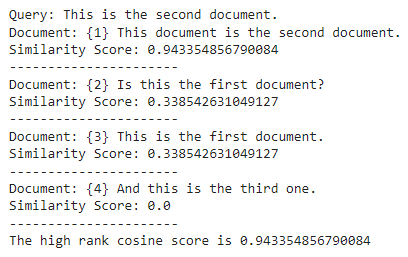 Query: This is the second document.
Document: {1} This document is the second document.
Similarity Score: 0.943354856790084
----------------------
Document: {2} Is this the first document?
Similarity Score: 0.338542631049127
----------------------
Document: {3} This is the first document.
Similarity Score: 0.338542631049127
----------------------
Document: {4} And this is the third one.
Similarity Score: 0.0
----------------------
The high rank cosine score is 0.943354856790084